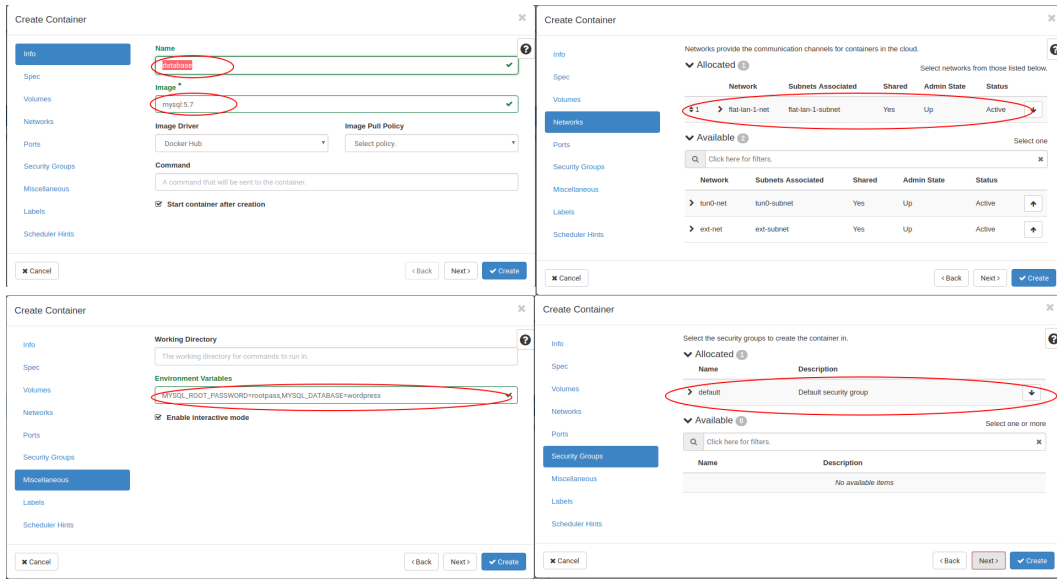 Create Container
Info
Spec
Volumes
Networks
Ports
Security Groups
Miscellaneous
Labels
Scheduler Hints
Name
database
Image *
mysql:5.7
Image Driver
Image Pull Policy
Docker Hub
Select policy.
Command
A command that will be sent to the container.
Start container after creation
Cancel
< Back
Next >
Create
Create Container
Info
Spec
Volumes
Networks
Ports
Security Groups
Miscellaneous
Labels
Scheduler Hints
Networks provide the communication channels for containers in the cloud.
Allocated 1
Select networks from those listed below.
Network Subnets Associated Shared Admin State Status
1 > flat-lan-1-net flat-lan-1-subnet Yes Up Active
Available 2
Select one
Click here for filters.
Network Subnets Associated Shared Admin State Status
> tun0-net tun0-subnet Yes Up Active
> ext-net ext-subnet Yes Up Active
Cancel
< Back
Next >
Create
Create Container
Info
Spec
Volumes
Networks
Ports
Security Groups
Miscellaneous
Labels
Scheduler Hints
Working Directory
The working directory for commands to run in.
Environment Variables
MYSQL_ROOT_PASSWORD=rootpass,MYSQL_DATABASE=wordpress
Enable interactive mode
Cancel
< Back
Next >
Create
Create Container
Info
Spec
Volumes
Networks
Ports
Security Groups
Miscellaneous
Labels
Scheduler Hints
Select the security groups to create the container in.
Allocated 1
Name Description
> default Default security group
Available 0
Select one or more
Click here for filters.
Name Description
No available items
Cancel
< Back
Next >
Create